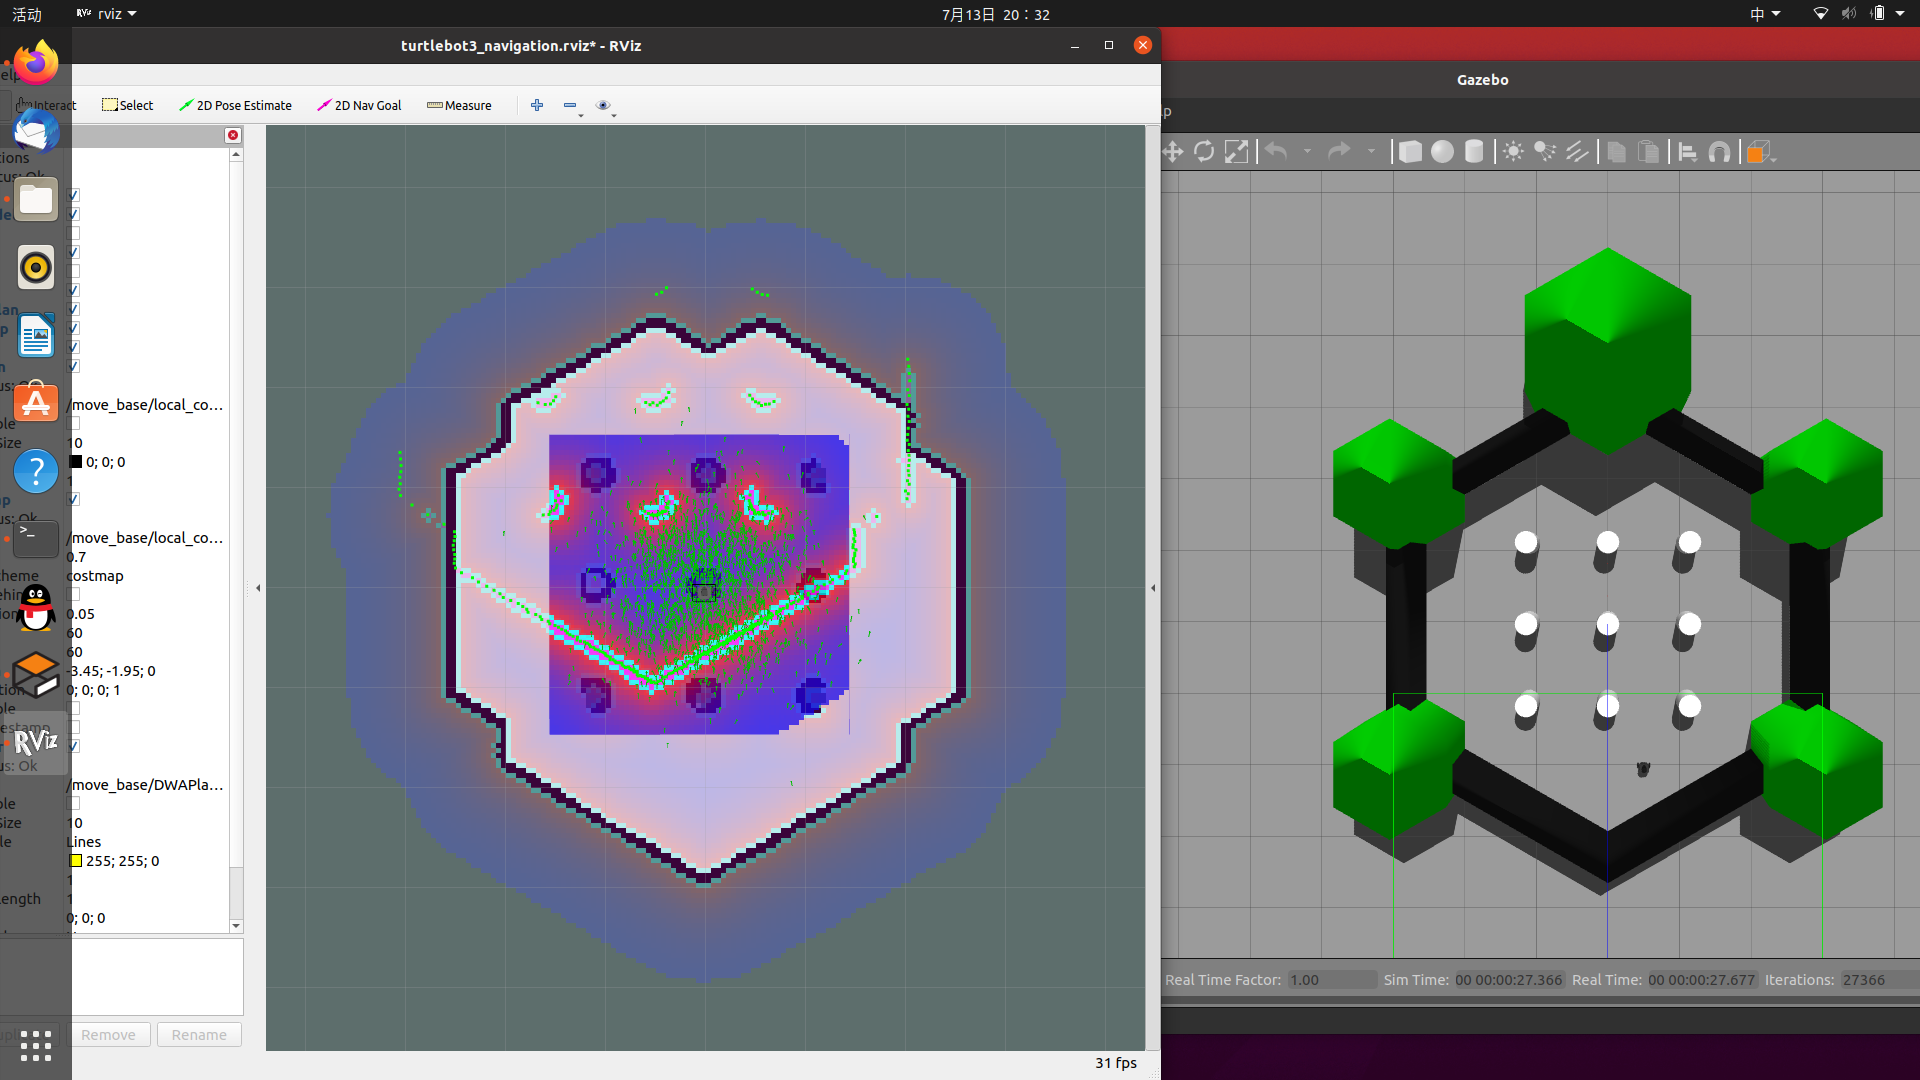 活动
rviz
7月13日 20：32
中
turtlebot3_navigation.rviz* - RViz
Gazebo
elp
lp
Interact
Select
2D Pose Estimate
2D Nav Goal
Measure
tions
tus: Ok
de
lan
p
n
us: Ok
/move_base/local_co…
ble
Size
10
0; 0; 0
1
ap
us: Ok
/move_base/local_co…
0.7
heme
costmap
ehin
ion
0.05
60
60
-3.45; -1.95; 0
tion
0; 0; 0; 1
ble
estamp
RViz
us: Ok
/move_base/DWAPla…
ble
Size
10
le
Lines
255; 255; 0
1
ength
1
0; 0; 0
Remove
Rename
31 fps
Real Time Factor: 1.00
Sim Time: 00 00:00:27.366
Real Time: 00 00:00:27.677
Iterations: 27366